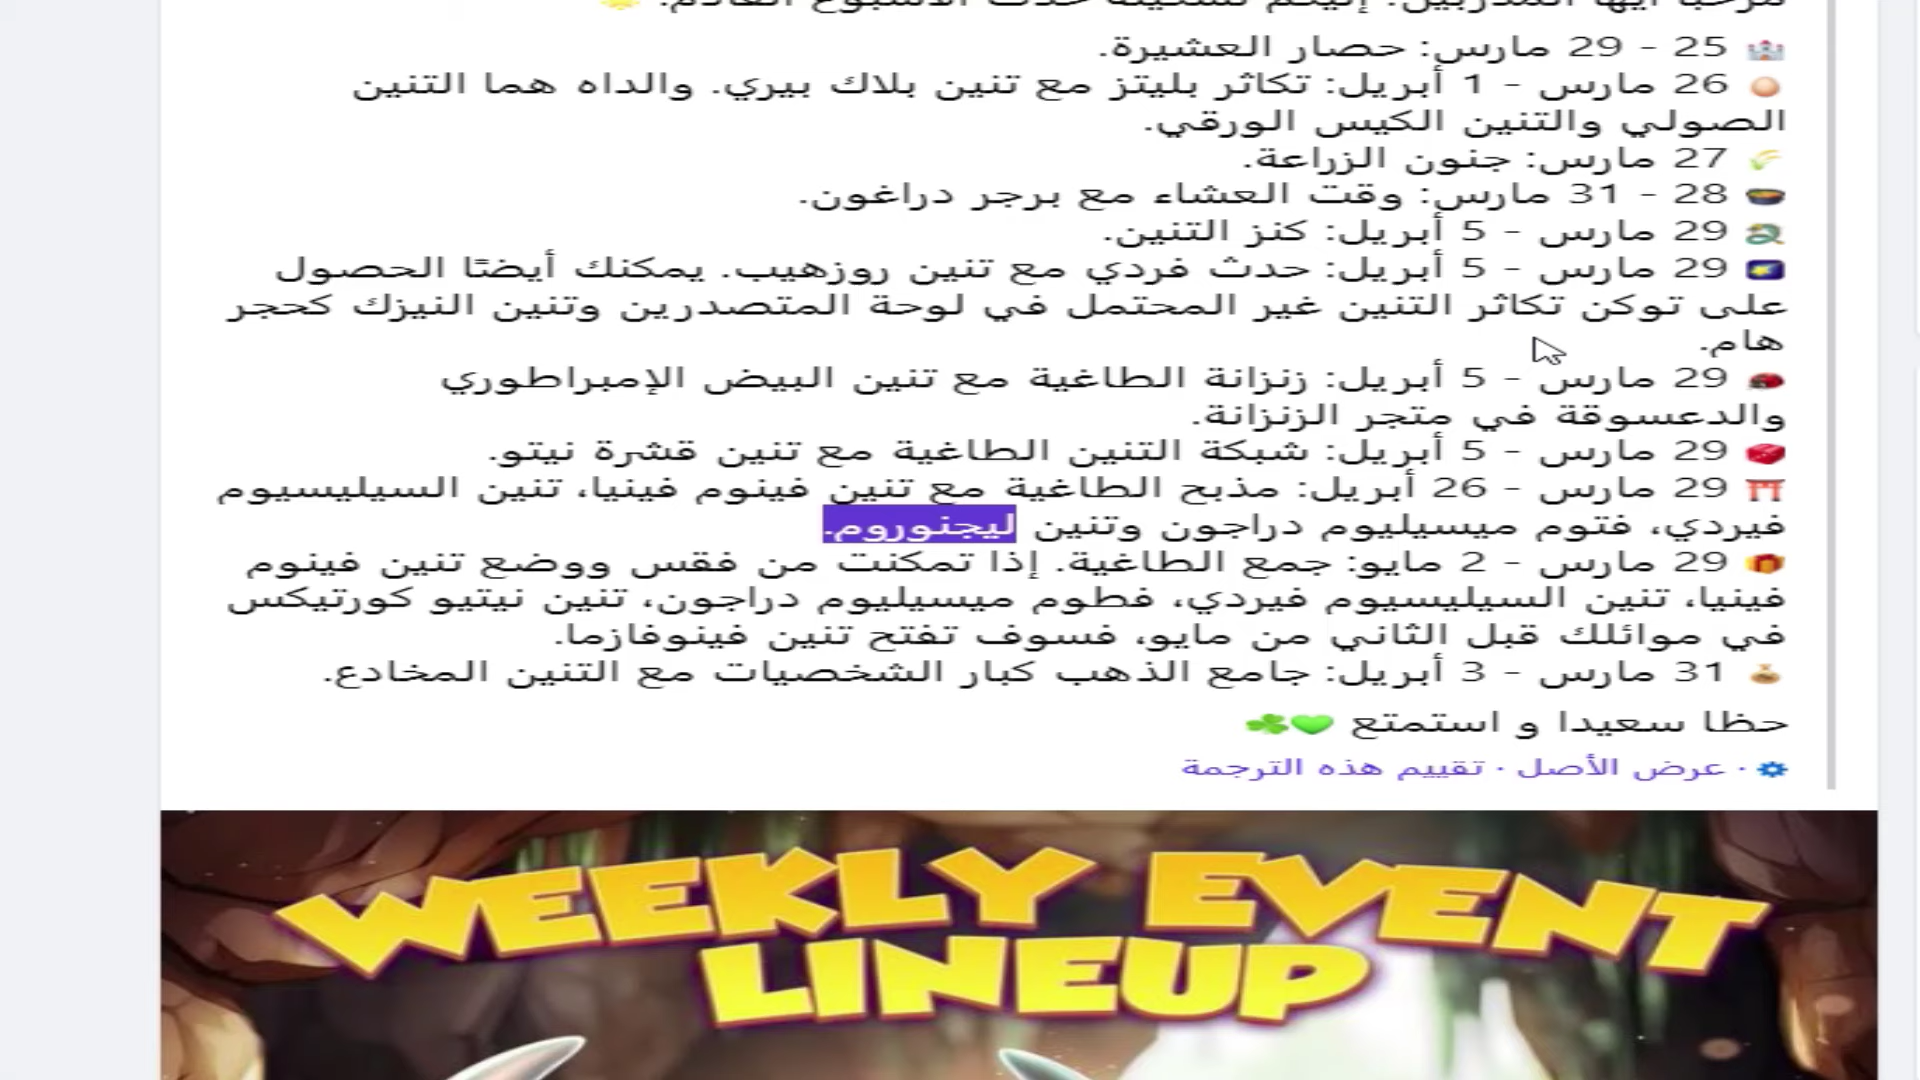 مرحبا أيها المدربين! إليكم تشكيلة حدث الأسبوع القادم. 🌟
🏰 25 - 29 مارس: حصار العشيرة.
🥚 26 مارس - 1 أبريل: تكاثر بليتز مع تنين بلاك بيري. والداه هما التنين
الصولي والتنين الكيس الورقي.
🌾 27 مارس: جنون الزراعة.
🍲 28 - 31 مارس: وقت العشاء مع برجر دراغون.
🐉 29 مارس - 5 أبريل: كنز التنين.
🌠 29 مارس - 5 أبريل: حدث فردي مع تنين روزهيب. يمكنك أيضًا الحصول
على توكن تكاثر التنين غير المحتمل في لوحة المتصدرين وتنين النيزك كحجر
هام.
🐞 29 مارس - 5 أبريل: زنزانة الطاغية مع تنين البيض الإمبراطوري
والدعسوقة في متجر الزنزانة.
🎲 29 مارس - 5 أبريل: شبكة التنين الطاغية مع تنين قشرة نيتو.
⛩️ 29 مارس - 26 أبريل: مذبح الطاغية مع تنين فينوم فينيا، تنين السيليسيوم
فيردي، فتوم ميسيليوم دراجون وتنين ليجنوروم.
🎁 29 مارس - 2 مايو: جمع الطاغية. إذا تمكنت من فقس ووضع تنين فينوم
فينيا، تنين السيليسيوم فيردي، فطوم ميسيليوم دراجون، تنين نيتيو كورتيكس
في موائلك قبل الثاني من مايو، فسوف تفتح تنين فينوفازما.
💰 31 مارس - 3 أبريل: جامع الذهب كبار الشخصيات مع التنين المخادع.
حظا سعيدا و استمتع 💚☘️
· عرض الأصل · تقييم هذه الترجمة
WEEKLY EVENT
LINEUP